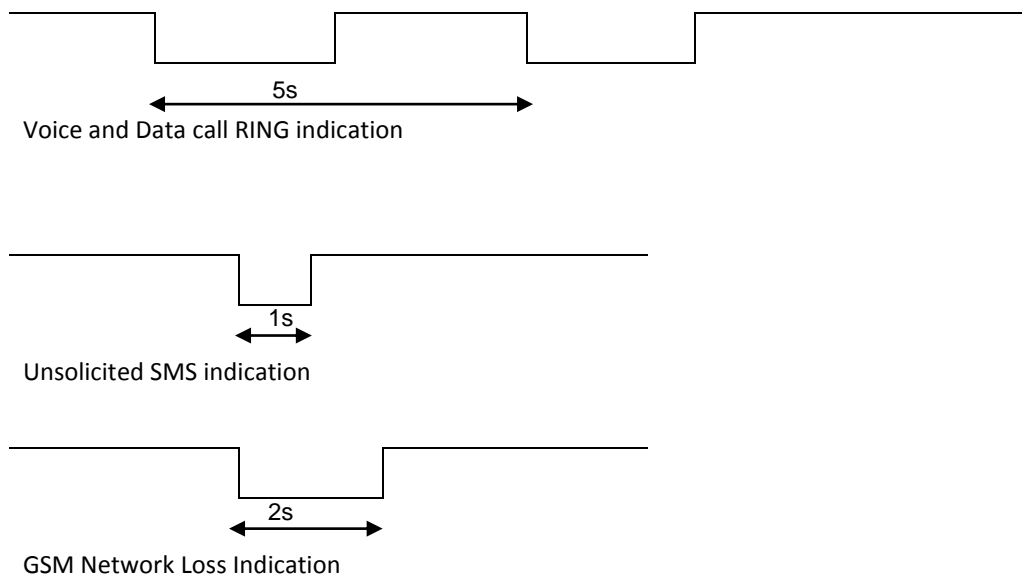 5s
Voice and Data call RING indication
1s
Unsolicited SMS indication
2s
GSM Network Loss Indication